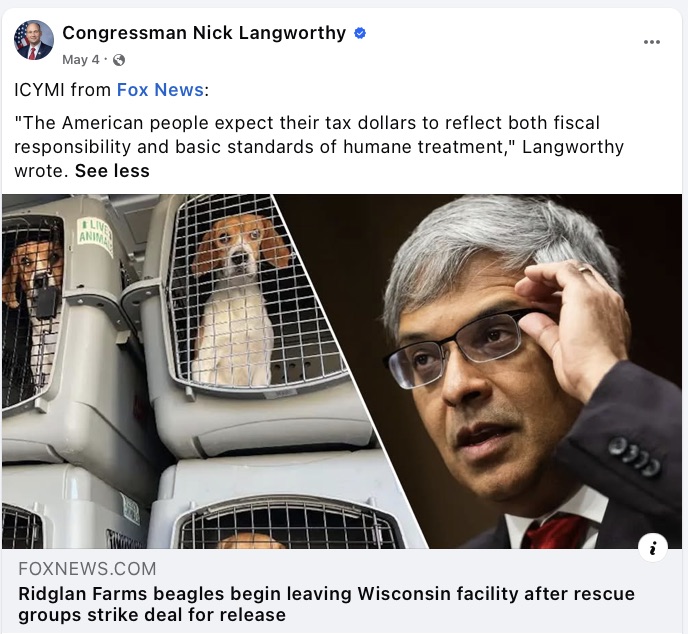 Congressman Nick Langworthy
May 4 ·
ICYMI from Fox News:
"The American people expect their tax dollars to reflect both fiscal
responsibility and basic standards of humane treatment," Langworthy
wrote. See less
LIVE
ANIMA
FOXNEWS.COM
Ridglan Farms beagles begin leaving Wisconsin facility after rescue
groups strike deal for release